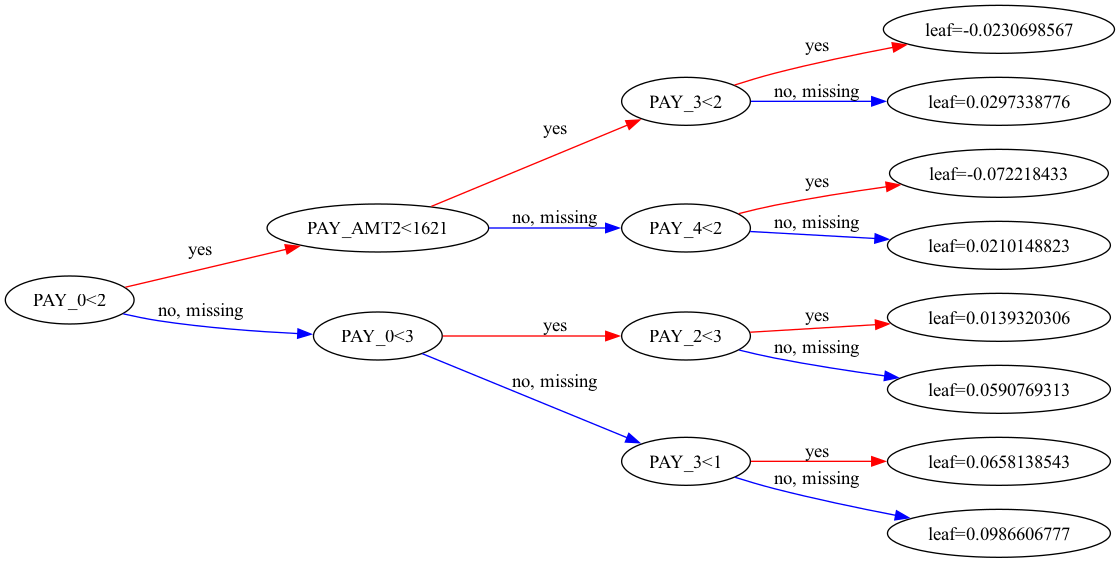 leaf=-0.0230698567
yes
PAY_3<2
no, missing
leaf=0.0297338776
yes
leaf=-0.072218433
yes
PAY_AMT2<1621
no, missing
PAY_4<2
no, missing
leaf=0.0210148823
yes
PAY_0<2
no, missing
PAY_0<3
yes
PAY_2<3
yes
leaf=0.0139320306
no, missing
leaf=0.0590769313
no, missing
PAY_3<1
yes
leaf=0.0658138543
no, missing
leaf=0.0986606777